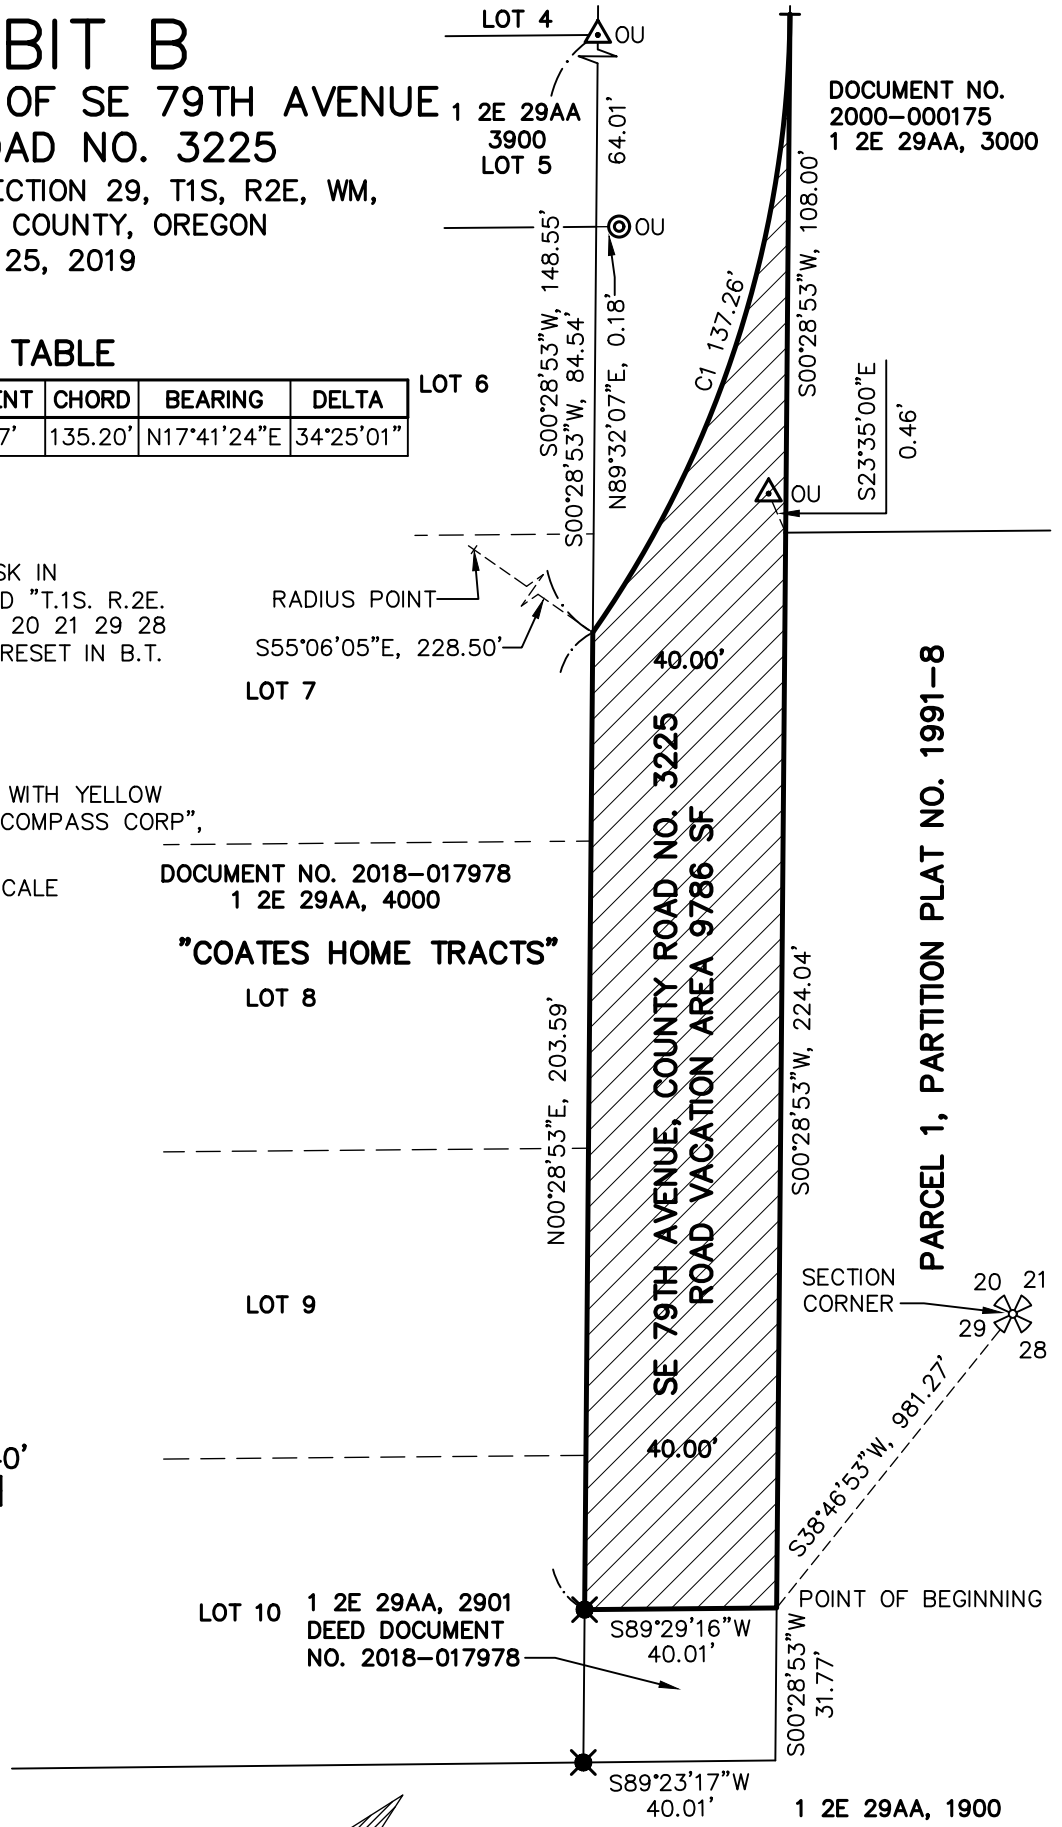 BIT B
OF SE 79TH AVENUE
AD NO. 3225
ECTION 29, T1S, R2E, WM,
COUNTY, OREGON
25, 2019
TABLE
ENT CHORD BEARING DELTA
7' 135.20' N17°41'24"E 34°25'01"
LOT 4
OU
1 2E 29AA
3900
LOT 5
64.01'
OU
S00°28'53"W, 148.55'
S00°28'53"W, 84.54'
N89°32'07"E, 0.18'
C1 137.26'
S00°28'53"W, 108.00'
DOCUMENT NO.
2000-000175
1 2E 29AA, 3000
LOT 6
S23°35'00"E
0.46'
OU
SK IN
D "T.1S. R.2E.
20 21 29 28
RESET IN B.T.
RADIUS POINT
S55°06'05"E, 228.50'
LOT 7
40.00'
WITH YELLOW
COMPASS CORP",
CALE
DOCUMENT NO. 2018-017978
1 2E 29AA, 4000
"COATES HOME TRACTS"
LOT 8
N00°28'53"E, 203.59'
SE 79TH AVENUE, COUNTY ROAD NO. 3225
ROAD VACATION AREA 9786 SF
S00°28'53"W, 224.04'
PARCEL 1, PARTITION PLAT NO. 1991-8
SECTION
CORNER
20 21
29
28
LOT 9
S38°46'53"W, 981.27'
40.00'
0'
LOT 10
1 2E 29AA, 2901
DEED DOCUMENT
NO. 2018-017978
POINT OF BEGINNING
S89°29'16"W
40.01'
S00°28'53"W
31.77'
S89°23'17"W
40.01'
1 2E 29AA, 1900